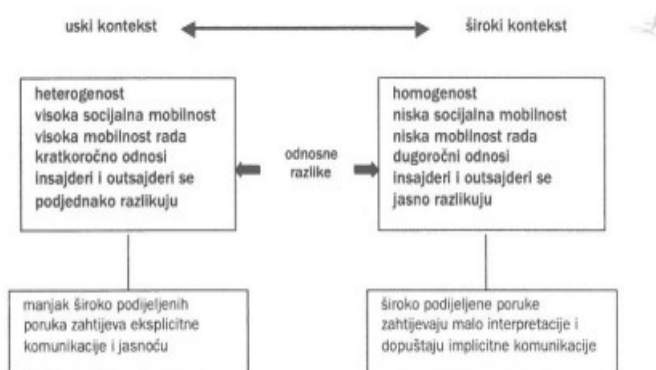 uski kontekst
široki kontekst
heterogenost
visoka socijalna mobilnost
visoka mobilnost rada
kratkoročno odnosi
insajderi i outsajderi se
podjednako razlikuju
odnosne
razlike
homogenost
niska socijalna mobilnost
niska mobilnost rada
dugoročni odnosi
insajderi i outsajderi se
jasno razlikuju
manjak široko podijeljenih
poruka zahtijeva eksplicitne
komunikacije i jasnoću
široko podijeljene poruke
zahtijevaju malo interpretacije i
dopuštaju implicitne komunikacije